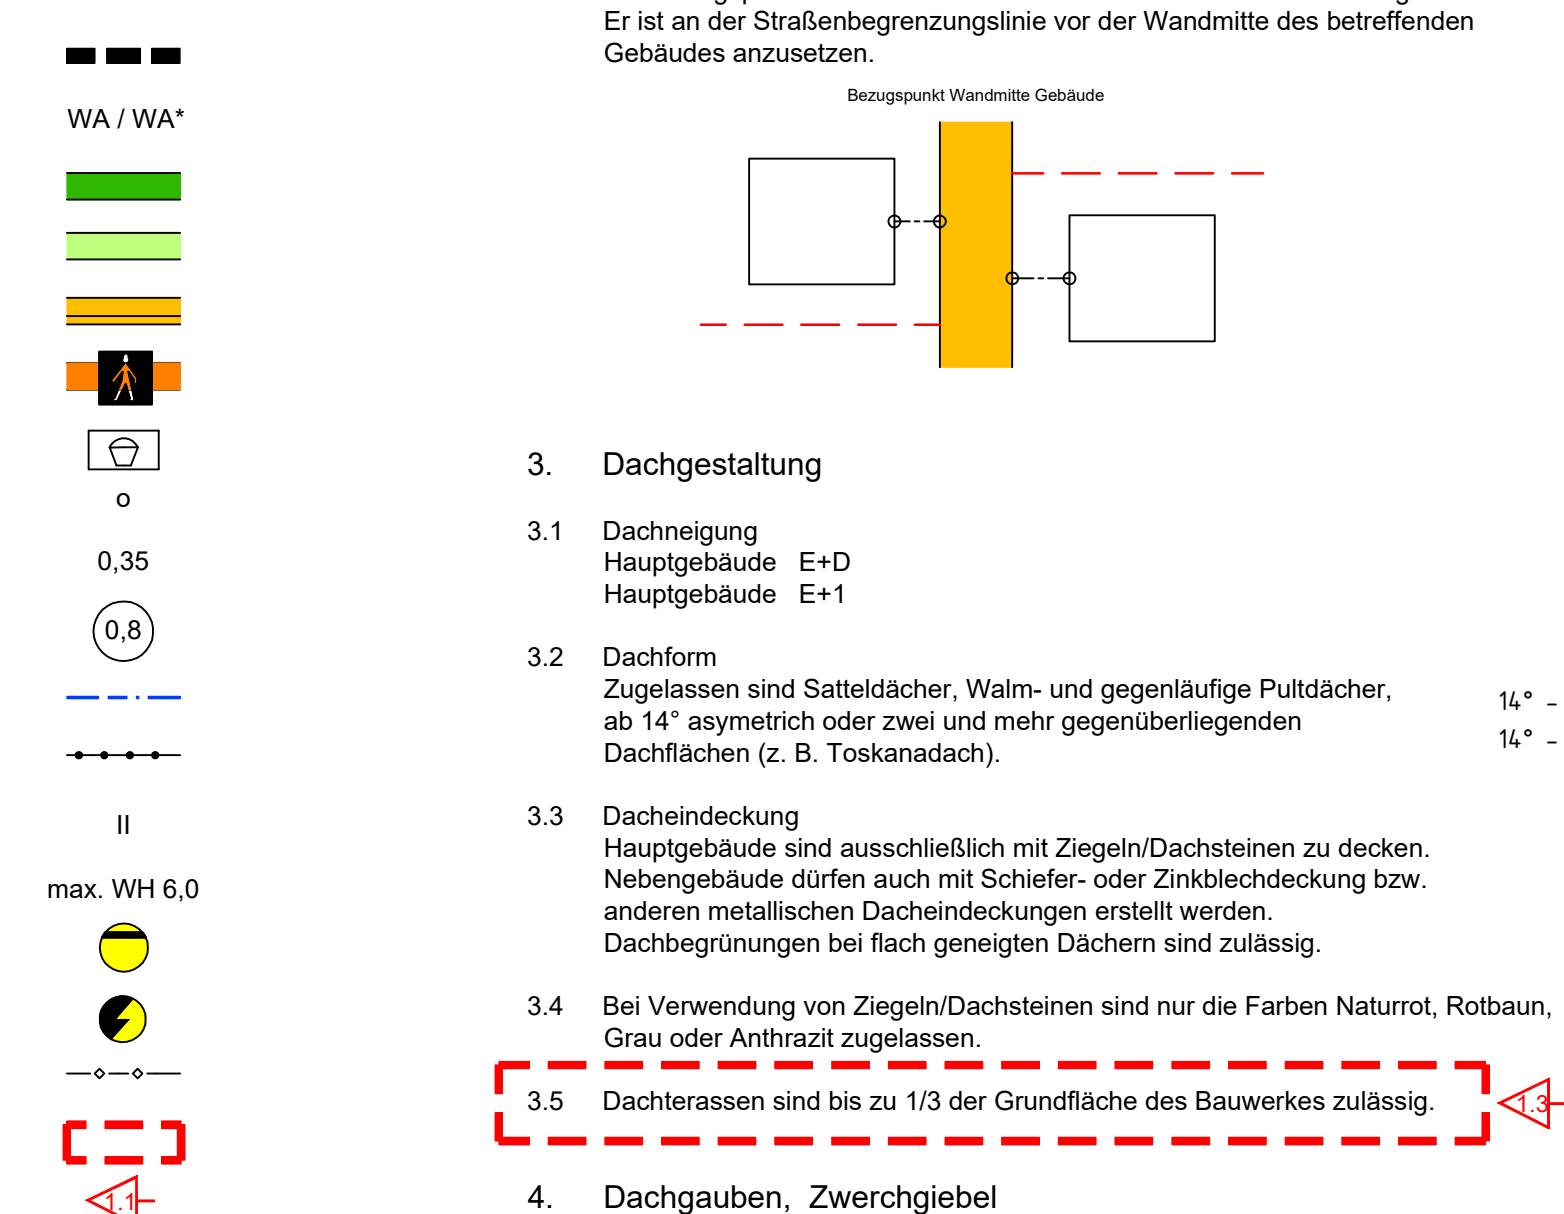 Er ist an der Straßenbegrenzungslinie vor der Wandmitte des betreffenden
Gebäudes anzusetzen.
Bezugspunkt Wandmitte Gebäude
WA / WA*
o
0,35
0,8
II
max. WH 6,0
1.1
3. Dachgestaltung
3.1 Dachneigung
Hauptgebäude E+D
Hauptgebäude E+1
3.2 Dachform
Zugelassen sind Satteldächer, Walm- und gegenläufige Pultdächer,
ab 14° asymetrich oder zwei und mehr gegenüberliegenden
Dachflächen (z. B. Toskanadach).
14° -
14° -
3.3 Dacheindeckung
Hauptgebäude sind ausschließlich mit Ziegeln/Dachsteinen zu decken.
Nebengebäude dürfen auch mit Schiefer- oder Zinkblechdeckung bzw.
anderen metallischen Dacheindeckungen erstellt werden.
Dachbegrünungen bei flach geneigten Dächern sind zulässig.
3.4 Bei Verwendung von Ziegeln/Dachsteinen sind nur die Farben Naturrot, Rotbaun,
Grau oder Anthrazit zugelassen.
3.5 Dachterassen sind bis zu 1/3 der Grundfläche des Bauwerkes zulässig.
1.3
4. Dachgauben, Zwerchgiebel